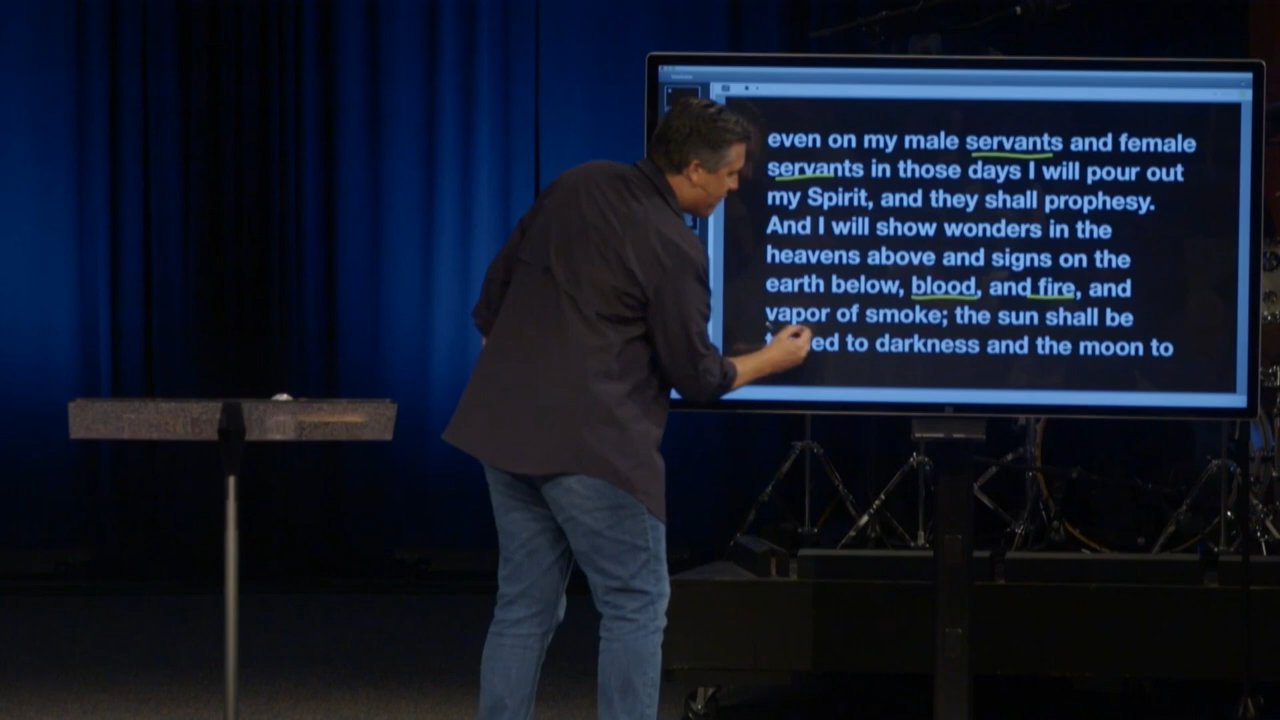 even on my male servants and female
servants in those days I will pour out
my Spirit, and they shall prophesy.
And I will show wonders in the
heavens above and signs on the
earth below, blood, and fire, and
vapor of smoke; the sun shall be
to darkness and the moon to